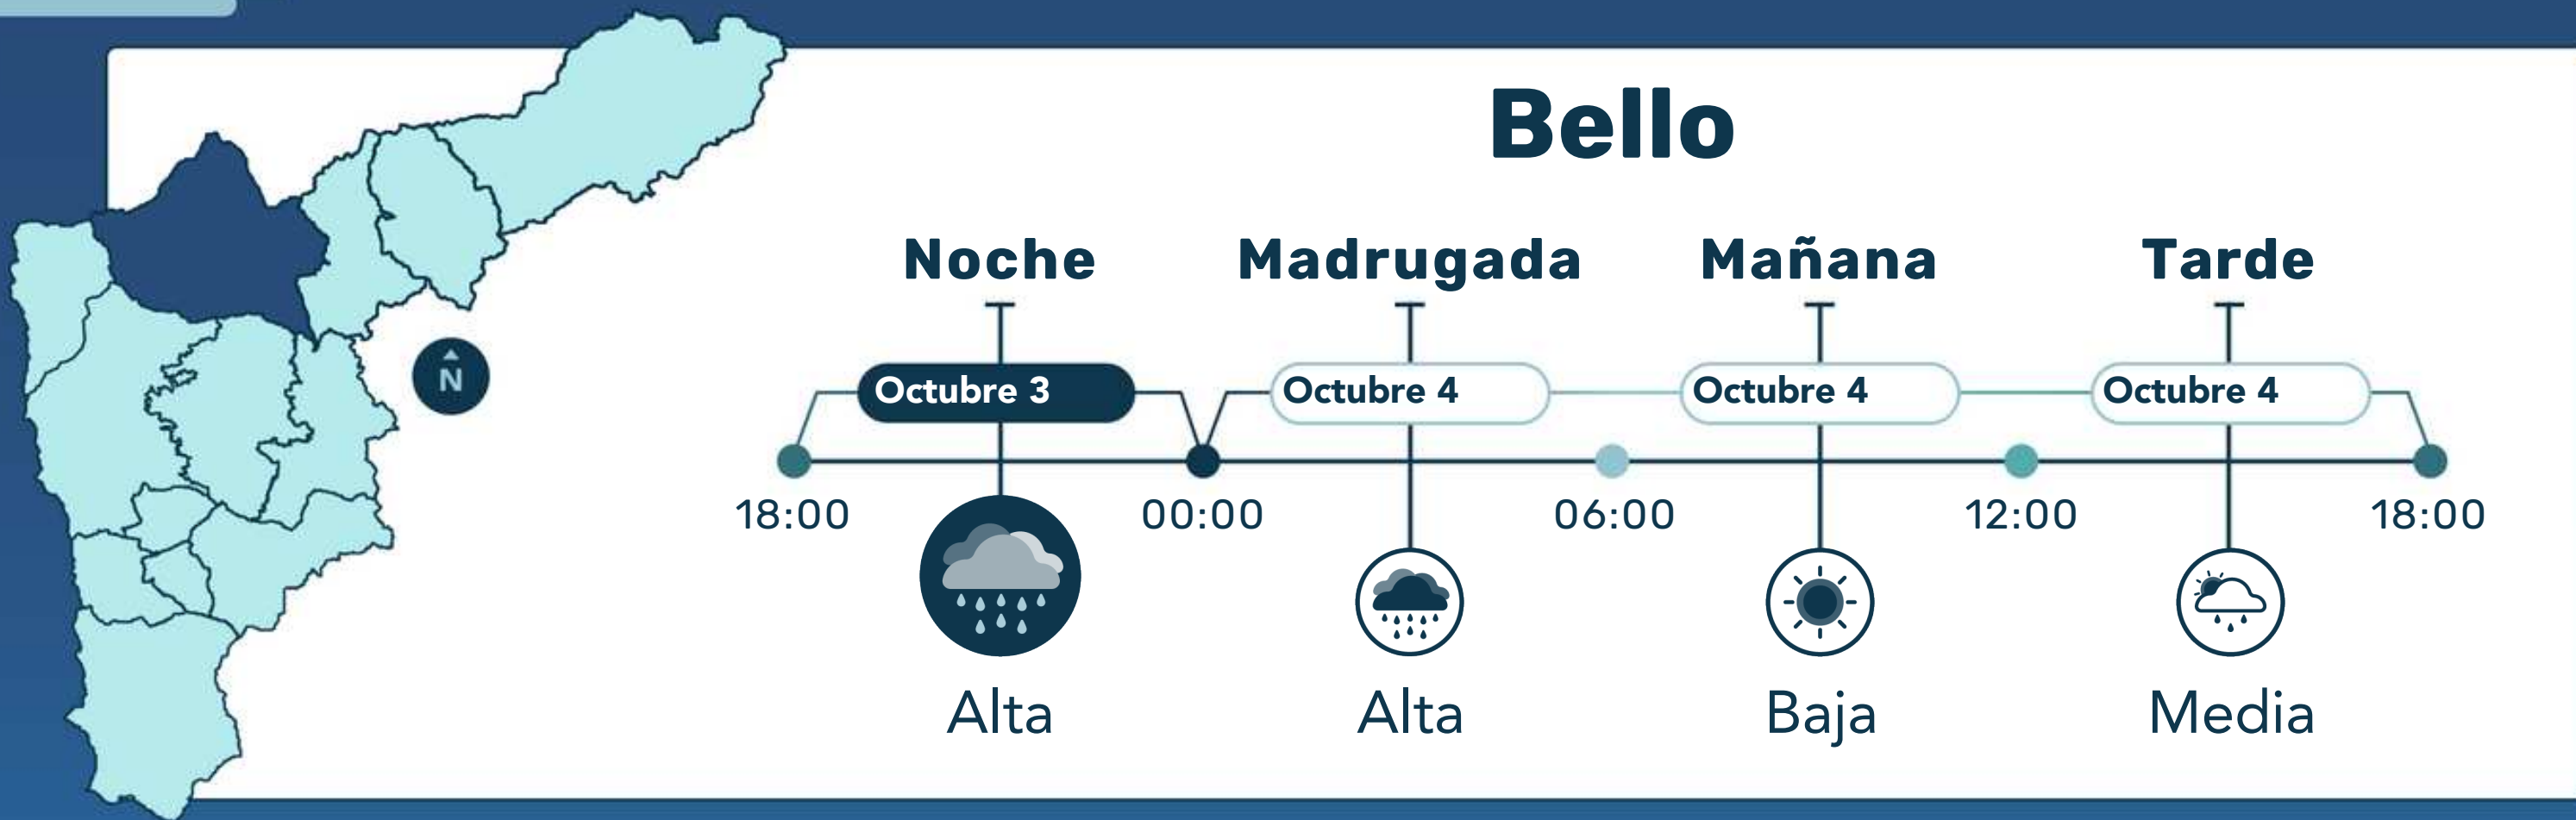 Bello
Noche Madrugada Mañana Tarde
Octubre 3 Octubre 4 Octubre 4 Octubre 4
N
18:00 00:00 06:00 12:00 18:00
Alta Alta Baja Media